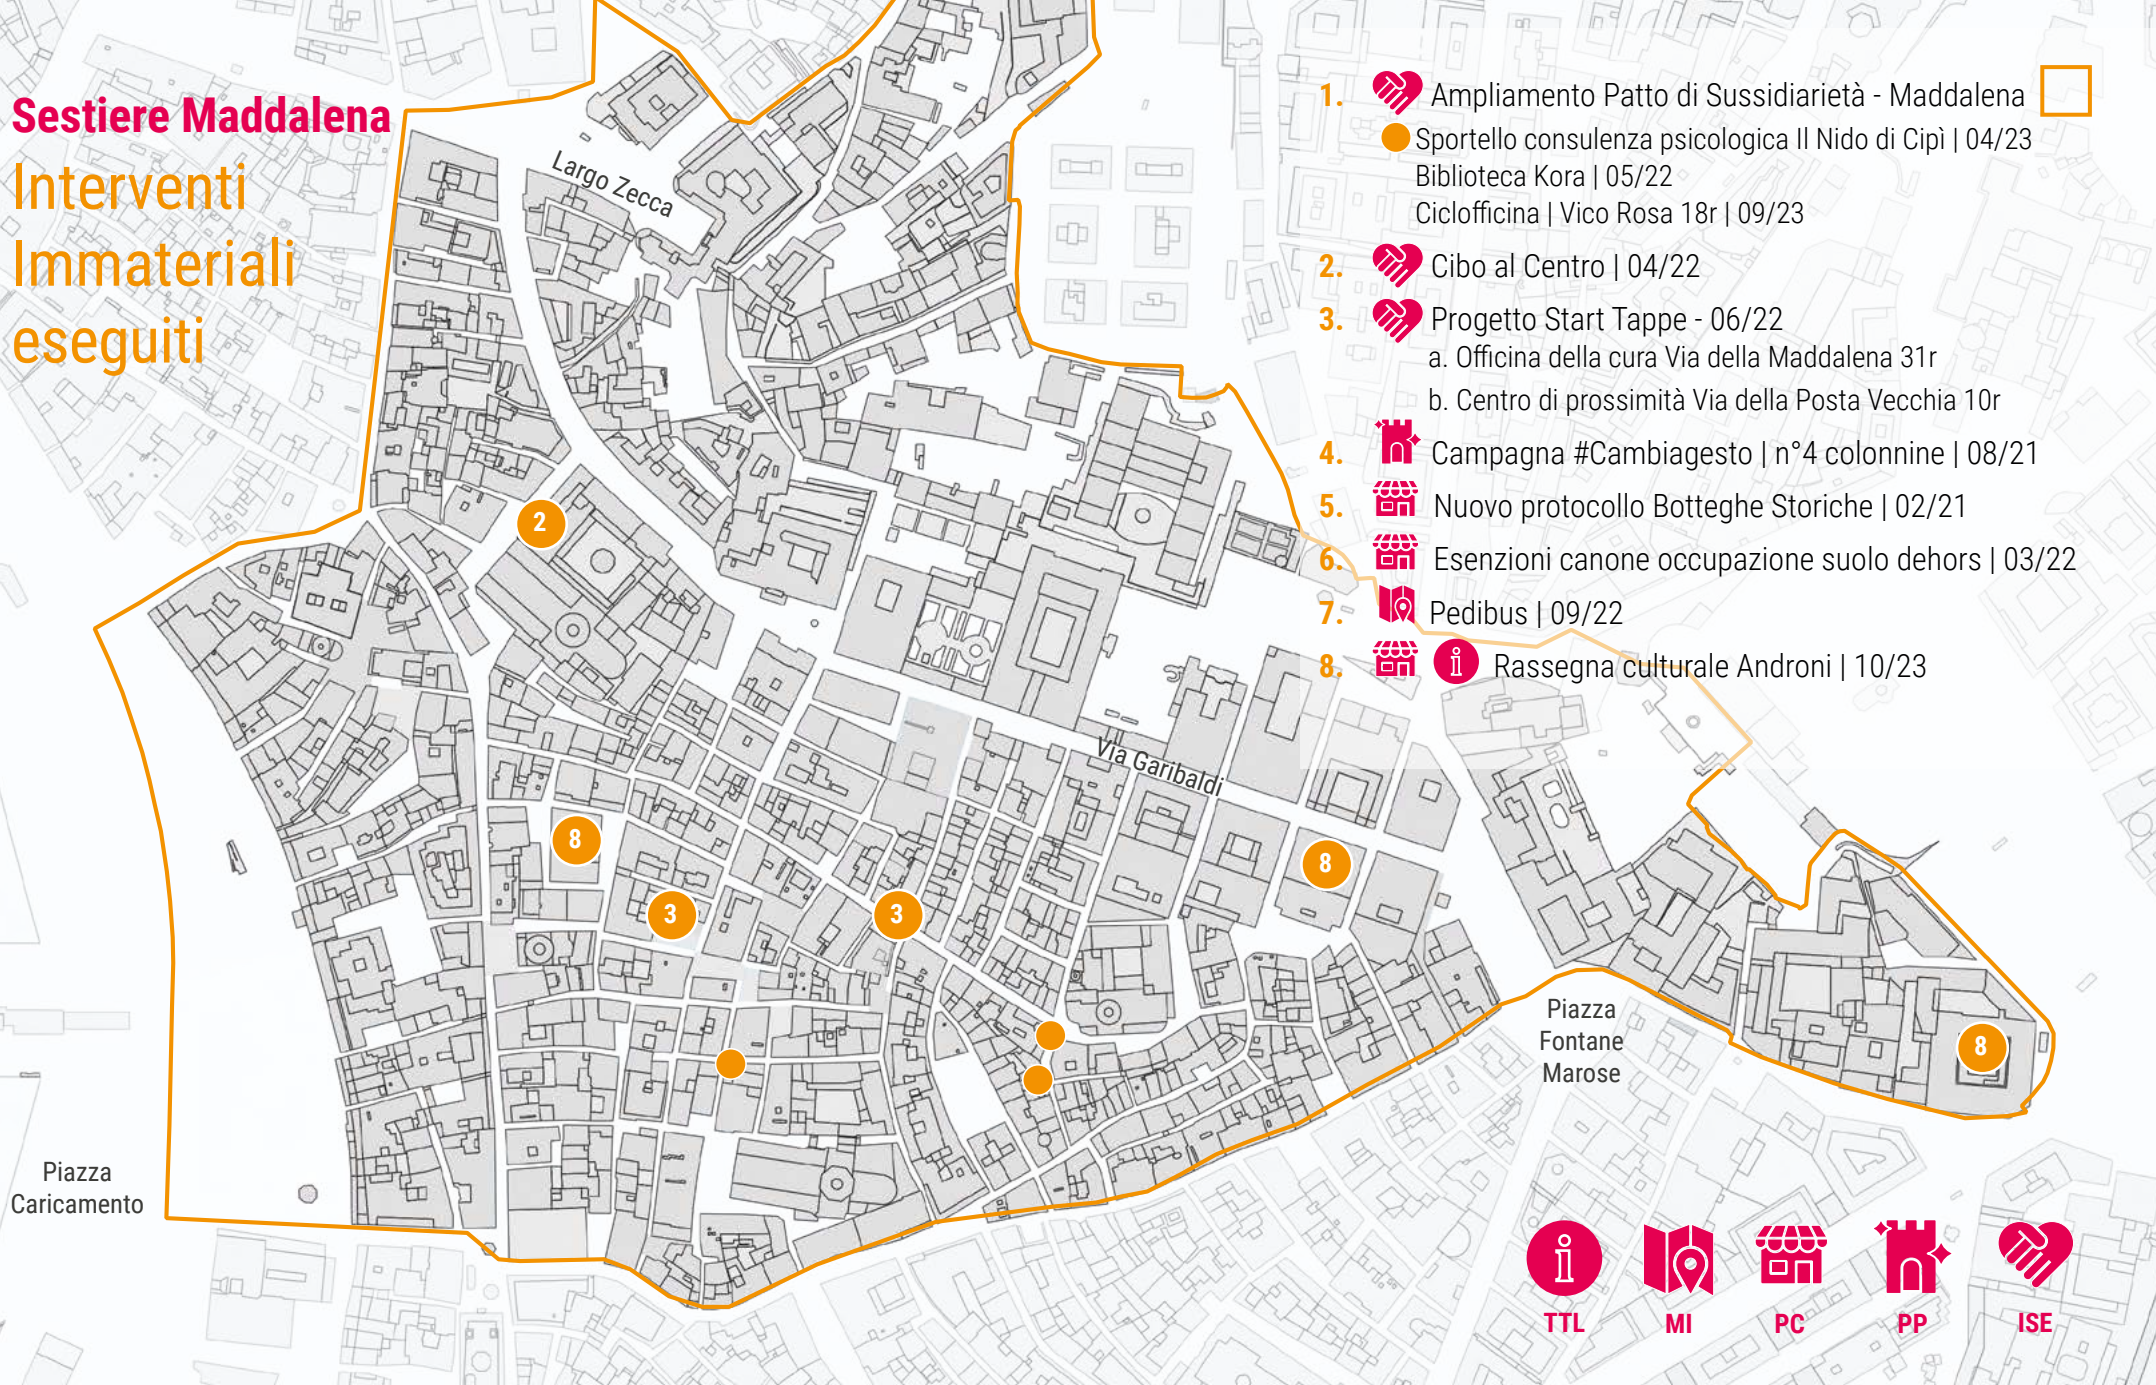 Sestiere Maddalena
Interventi
Immateriali
eseguiti
1. Ampliamento Patto di Sussidiarietà - Maddalena
Sportello consulenza psicologica Il Nido di Cipì | 04/23
Biblioteca Kora | 05/22
Ciclofficina | Vico Rosa 18r | 09/23
2. Cibo al Centro | 04/22
3. Progetto Start Tappe - 06/22
a. Officina della cura Via della Maddalena 31r
b. Centro di prossimità Via della Posta Vecchia 10r
4. Campagna #Cambiagesto | n°4 colonnine | 08/21
5. Nuovo protocollo Botteghe Storiche | 02/21
6. Esenzioni canone occupazione suolo dehors | 03/22
7. Pedibus | 09/22
8. i Rassegna culturale Androni | 10/23
Largo Zecca
2
Via Garibaldi
8
8
3
3
Piazza
Fontane
Marose
8
Piazza
Caricamento
i
TTL
MI
PC
PP
ISE